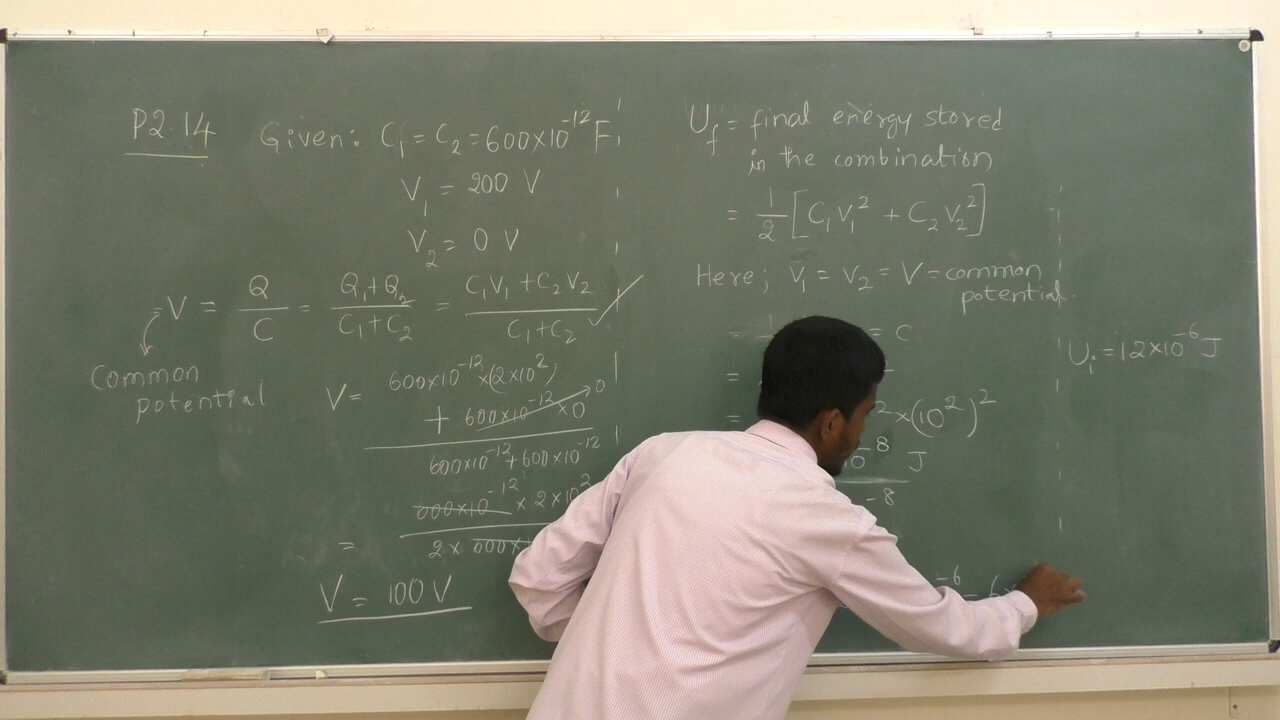 P2.14 Given: C₁ = C₂ = 600×10⁻¹² F
V₁ = 200 V
V₂ = 0 V
V = Q/C = Q₁+Q₂/C₁+C₂ = C₁V₁ + C₂V₂/C₁+C₂
Common
potential
V = 600×10⁻¹²×(2×10²)
+ 600×10⁻¹²×0 0
600×10⁻¹²+600×10⁻¹²
600×10⁻¹² × 2×10²
= 2×
V = 100 V
U_f = final energy stored
in the combination
= 1/2 [C₁V₁² + C₂V₂²]
Here; V₁ = V₂ = V = common
potential.
= = C
=
= ×(10²)²
10⁻⁸ J
-8
-6
U_i = 12×10⁻⁶ J